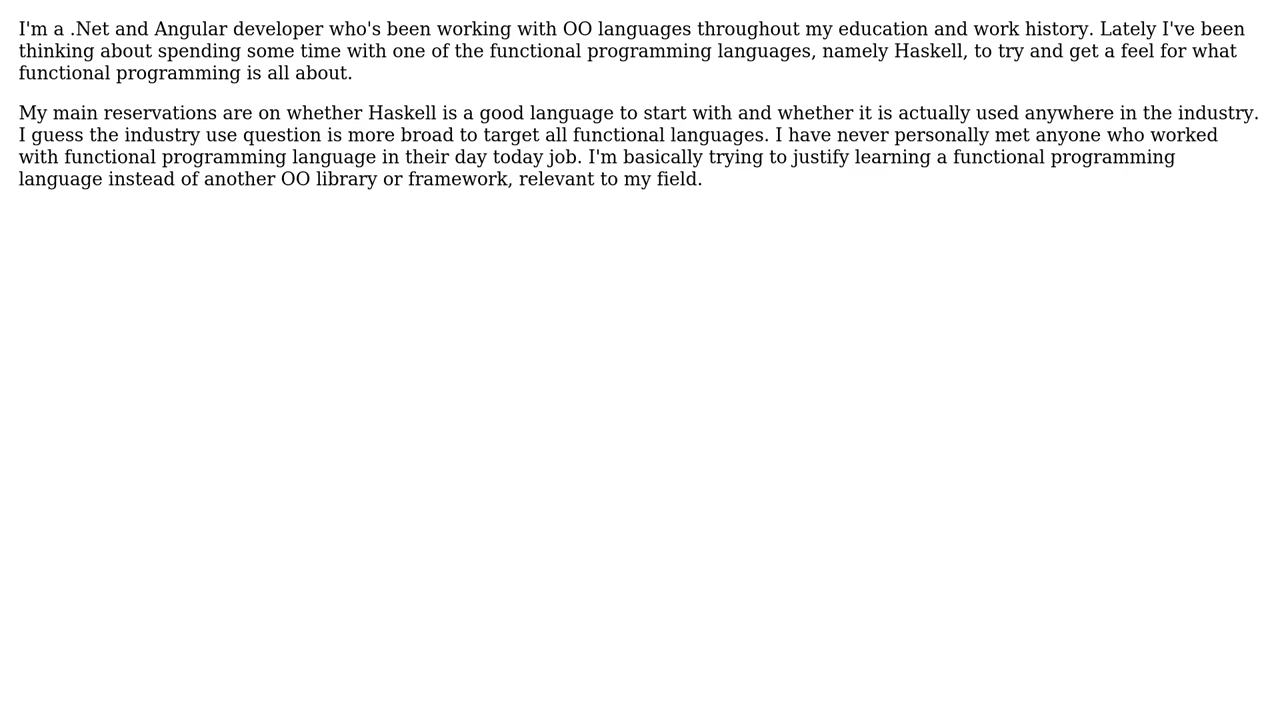 I'm a .Net and Angular developer who's been working with OO languages throughout my education and work history. Lately I've been
thinking about spending some time with one of the functional programming languages, namely Haskell, to try and get a feel for what
functional programming is all about.
My main reservations are on whether Haskell is a good language to start with and whether it is actually used anywhere in the industry.
I guess the industry use question is more broad to target all functional languages. I have never personally met anyone who worked
with functional programming language in their day today job. I'm basically trying to justify learning a functional programming
language instead of another OO library or framework, relevant to my field.